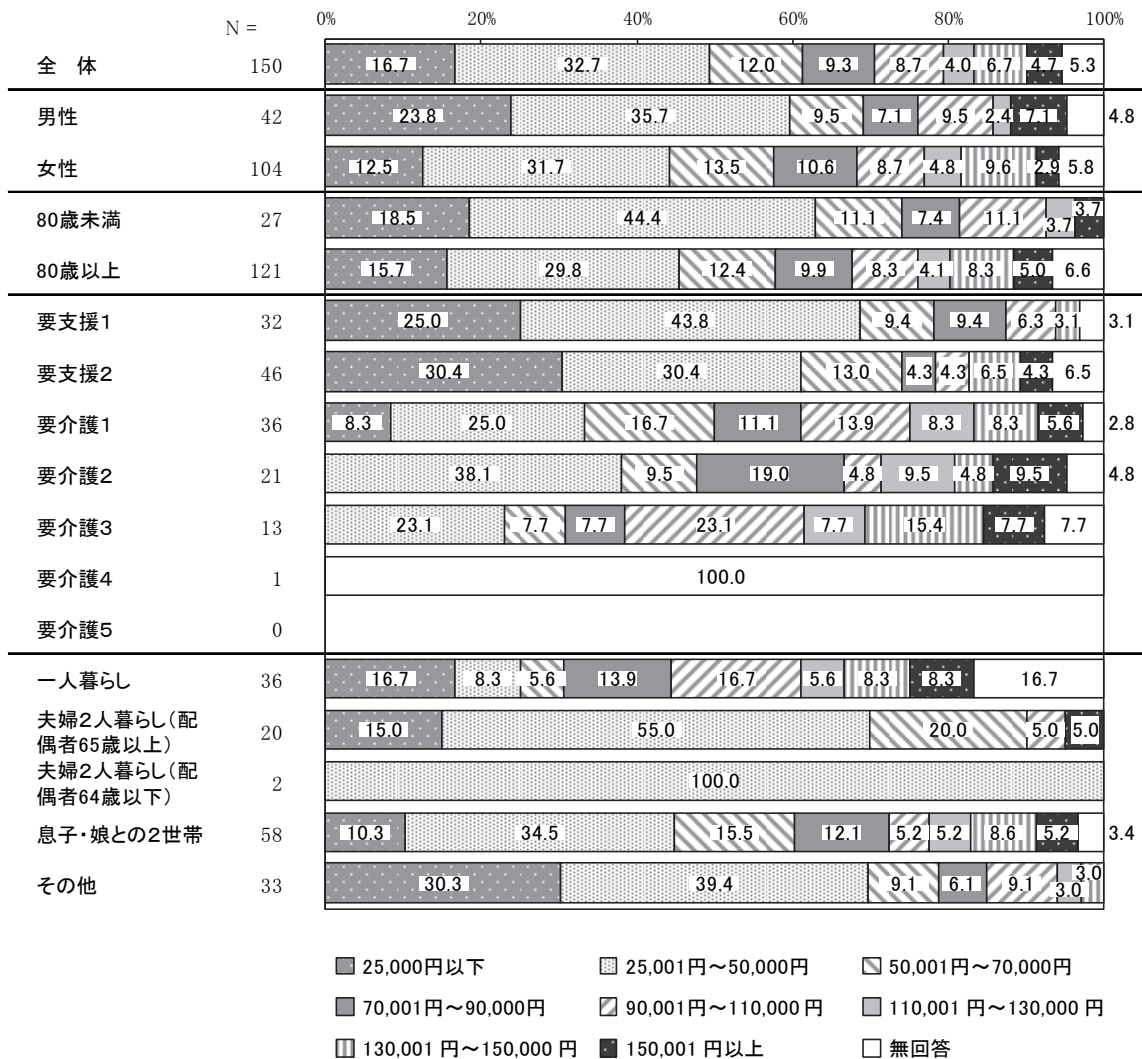 N = 0% 20% 40% 60% 80% 100%
全 体 150 16.7 32.7 12.0 9.3 8.7 4.0 6.7 4.7 5.3
男性 42 23.8 35.7 9.5 7.1 9.5 2.4 7.1 4.8
女性 104 12.5 31.7 13.5 10.6 8.7 4.8 9.6 2.9 5.8
80歳未満 27 18.5 44.4 11.1 7.4 11.1 3.7 3.7
80歳以上 121 15.7 29.8 12.4 9.9 8.3 4.1 8.3 5.0 6.6
要支援1 32 25.0 43.8 9.4 9.4 6.3 3.1 3.1
要支援2 46 30.4 30.4 13.0 4.3 4.3 6.5 4.3 6.5
要介護1 36 8.3 25.0 16.7 11.1 13.9 8.3 8.3 5.6 2.8
要介護2 21 38.1 9.5 19.0 4.8 9.5 4.8 9.5 4.8
要介護3 13 23.1 7.7 7.7 23.1 7.7 15.4 7.7 7.7
要介護4 1 100.0
要介護5 0
一人暮らし 36 16.7 8.3 5.6 13.9 16.7 5.6 8.3 8.3 16.7
夫婦2人暮らし（配
偶者65歳以上） 20 15.0 55.0 20.0 5.0 5.0
夫婦2人暮らし（配
偶者64歳以下） 2 100.0
息子・娘との2世帯 58 10.3 34.5 15.5 12.1 5.2 5.2 8.6 5.2 3.4
その他 33 30.3 39.4 9.1 6.1 9.1 3.0 3.0
25,000円以下 25,001円～50,000円 50,001円～70,000円
70,001円～90,000円 90,001円～110,000 円 110,001 円～130,000 円
130,001 円～150,000 円 150,001 円以上 無回答